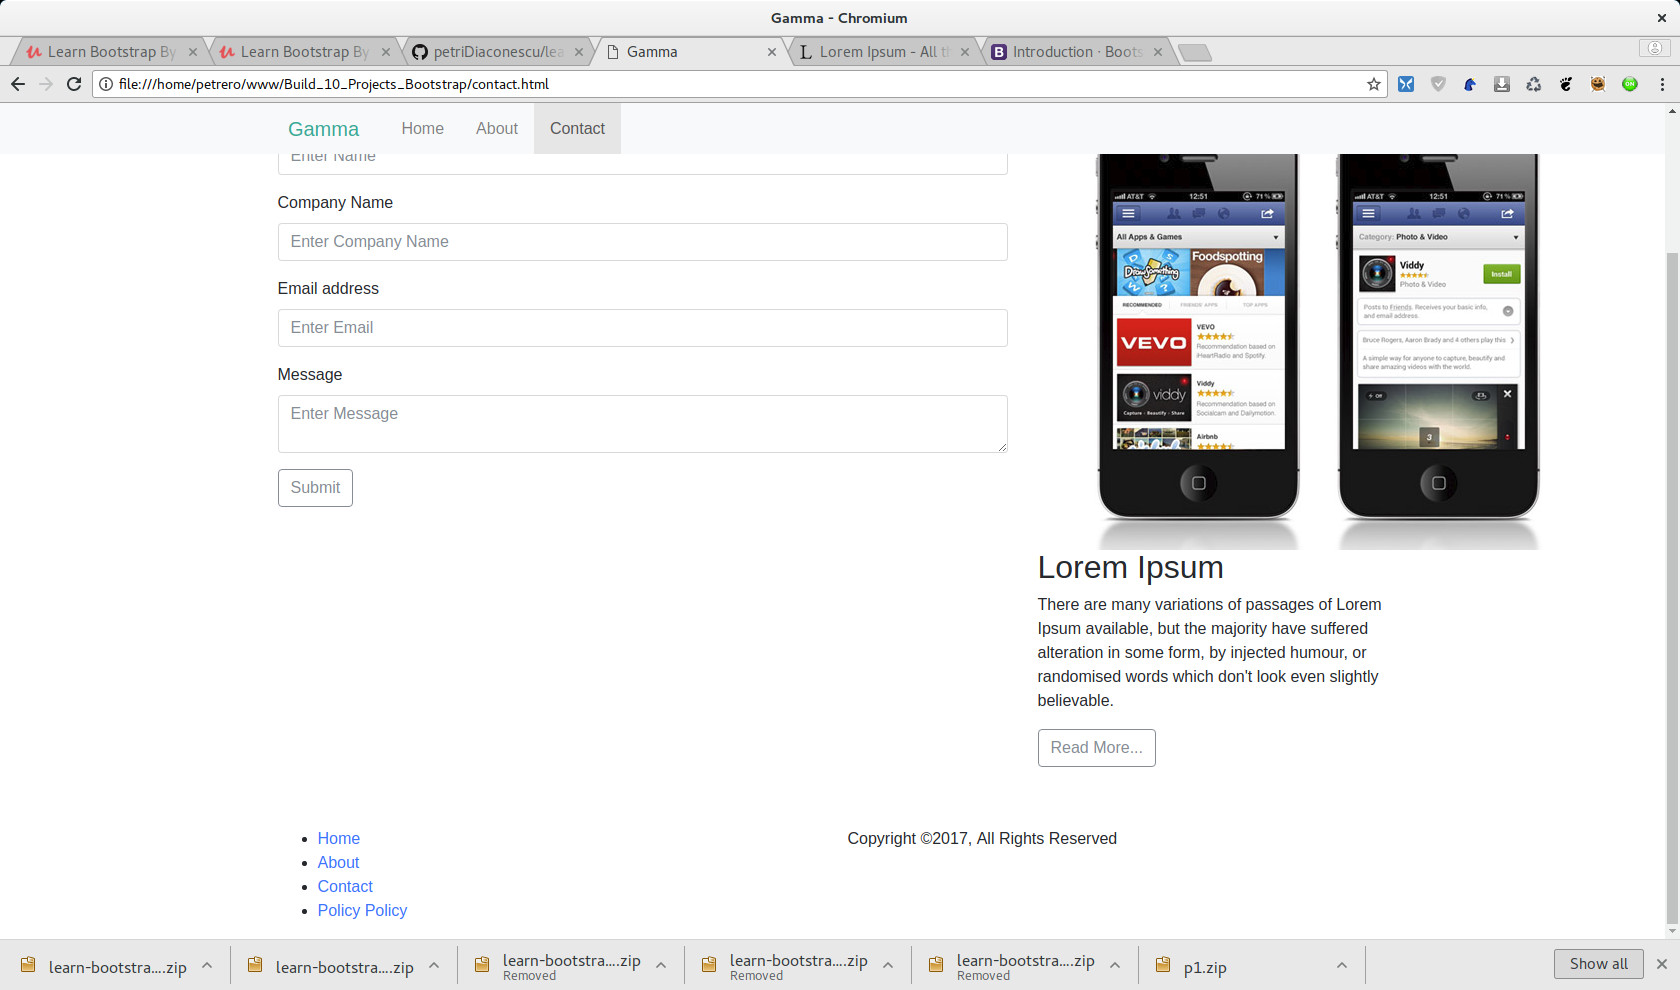 Gamma - Chromium
Learn Bootstrap By
Learn Bootstrap By
petriDiaconescu/lea
Gamma
Lorem Ipsum - All t
Introduction · Boots
file:///home/petrero/www/Build_10_Projects_Bootstrap/contact.html
Gamma Home About Contact
Enter Name
Company Name
Enter Company Name
Email address
Enter Email
Message
Enter Message
Submit
AT&T 12:51 71%
All Apps & Games
DrawSomething
Foodspotting
RECOMMENDED FRIENDS' APPS TOP APPS
VEVO
VEVO
Recommendation based on
iHeartRadio and Spotify.
viddy
Capture · Beautify · Share
Viddy
Recommendation based on
Socialcam and Dailymotion.
Airbnb
AT&T 12:51 71%
Category: Photo & Video
Viddy
Photo & Video
Install
Posts to Friends. Receives your basic info,
and email address.
Bruce Rogers, Aaron Brady and 4 others play this
A simple way for anyone to capture, beautify and
share amazing videos with the world.
Off
3
Lorem Ipsum
There are many variations of passages of Lorem
Ipsum available, but the majority have suffered
alteration in some form, by injected humour, or
randomised words which don't look even slightly
believable.
Read More...
Home
About
Contact
Policy Policy
Copyright ©2017, All Rights Reserved
learn-bootstra....zip
learn-bootstra....zip
learn-bootstra....zip
Removed
learn-bootstra....zip
Removed
learn-bootstra....zip
Removed
p1.zip
Show all